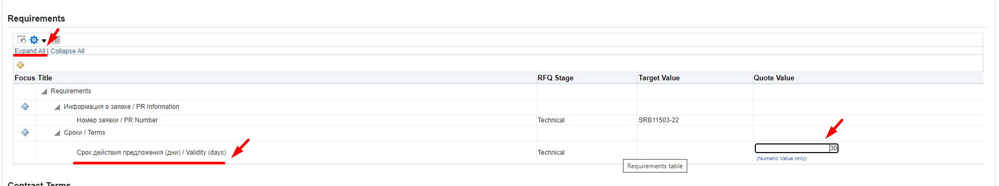 Requirements
Expand All | Collapse All
Focus Title RFQ Stage Target Value Quote Value
Requirements
Информация о заявке / PR Information
Номер заявки / PR Number Technical SRB11503-22
Сроки / Terms
Срок действия предложения (дни) / Validity (days) Technical 30
(Numeric Value only)
Requirements table
Contract Terms